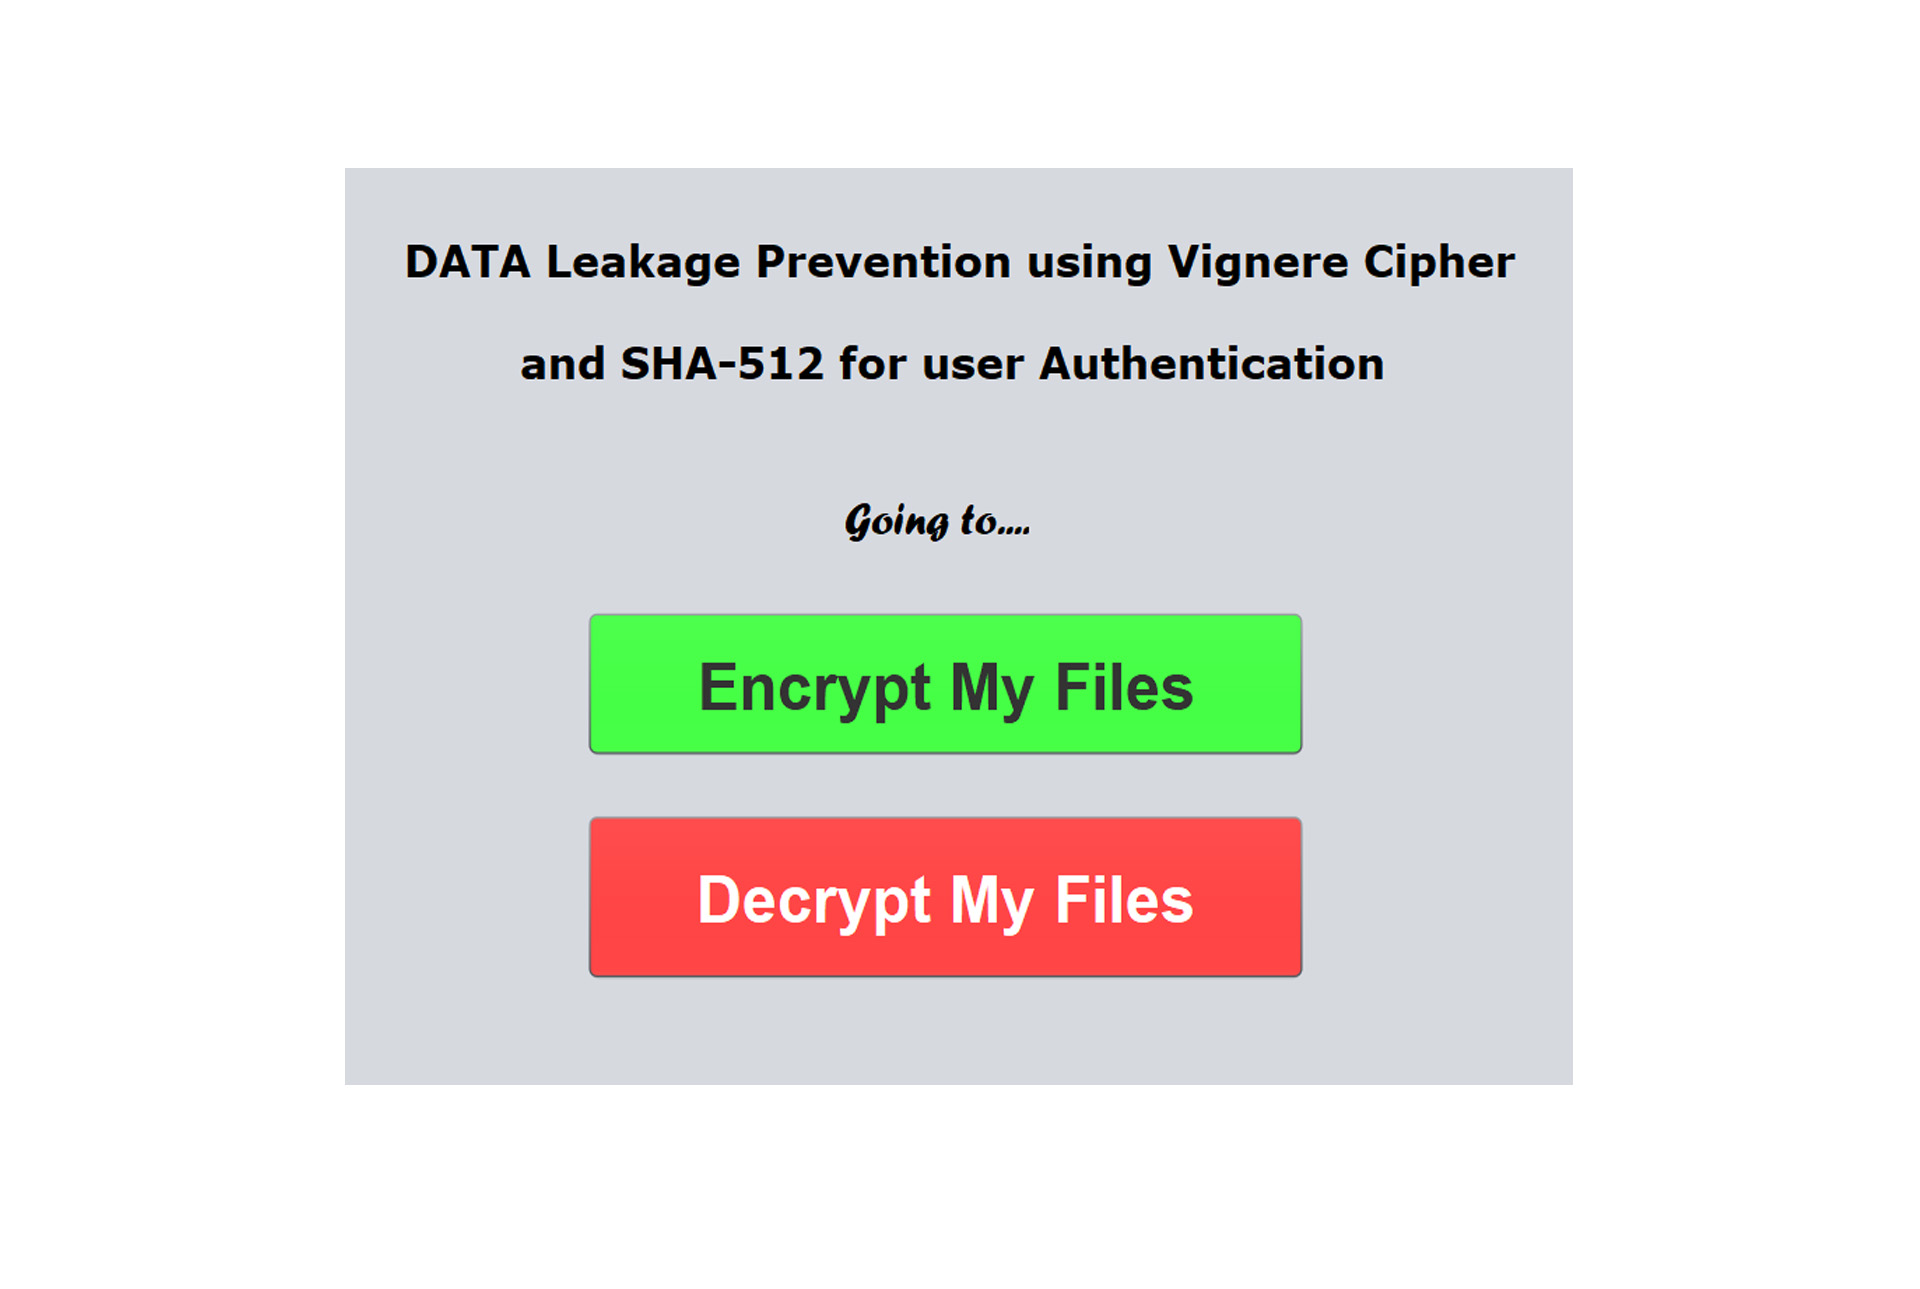 DATA Leakage Prevention using Vignere Cipher
and SHA-512 for user Authentication
Going to....
Encrypt My Files
Decrypt My Files